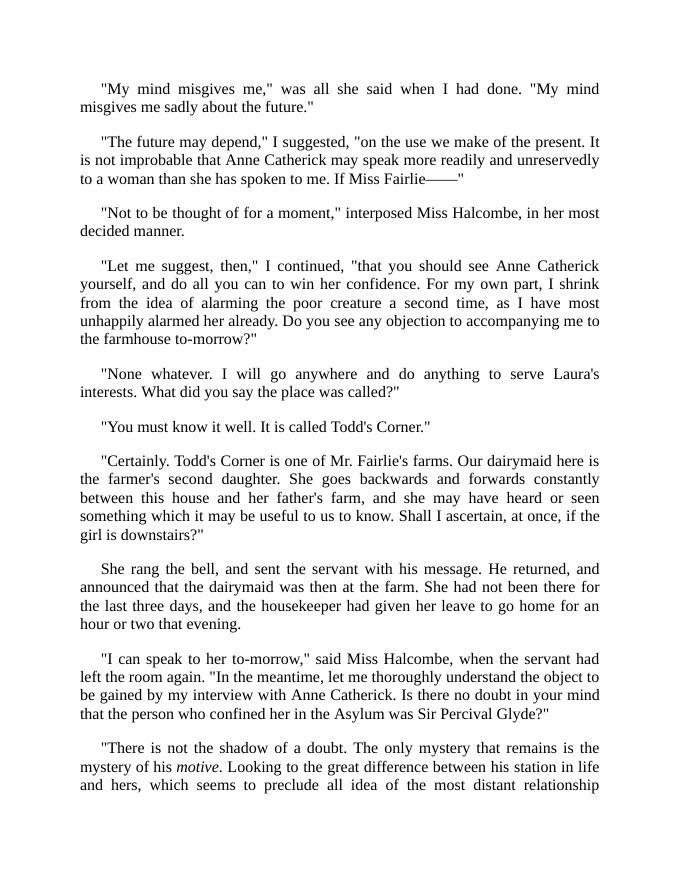 "My mind misgives me," was all she said when I had done. "My mind
misgives me sadly about the future."
"The future may depend," I suggested, "on the use we make of the present. It
is not improbable that Anne Catherick may speak more readily and unreservedly
to a woman than she has spoken to me. If Miss Fairlie——"
"Not to be thought of for a moment," interposed Miss Halcombe, in her most
decided manner.
"Let me suggest, then," I continued, "that you should see Anne Catherick
yourself, and do all you can to win her confidence. For my own part, I shrink
from the idea of alarming the poor creature a second time, as I have most
unhappily alarmed her already. Do you see any objection to accompanying me to
the farmhouse to-morrow?"
"None whatever. I will go anywhere and do anything to serve Laura's
interests. What did you say the place was called?"
"You must know it well. It is called Todd's Corner."
"Certainly. Todd's Corner is one of Mr. Fairlie's farms. Our dairymaid here is
the farmer's second daughter. She goes backwards and forwards constantly
between this house and her father's farm, and she may have heard or seen
something which it may be useful to us to know. Shall I ascertain, at once, if the
girl is downstairs?"
She rang the bell, and sent the servant with his message. He returned, and
announced that the dairymaid was then at the farm. She had not been there for
the last three days, and the housekeeper had given her leave to go home for an
hour or two that evening.
"I can speak to her to-morrow," said Miss Halcombe, when the servant had
left the room again. "In the meantime, let me thoroughly understand the object to
be gained by my interview with Anne Catherick. Is there no doubt in your mind
that the person who confined her in the Asylum was Sir Percival Glyde?"
"There is not the shadow of a doubt. The only mystery that remains is the
mystery of his motive. Looking to the great difference between his station in life
and hers, which seems to preclude all idea of the most distant relationship